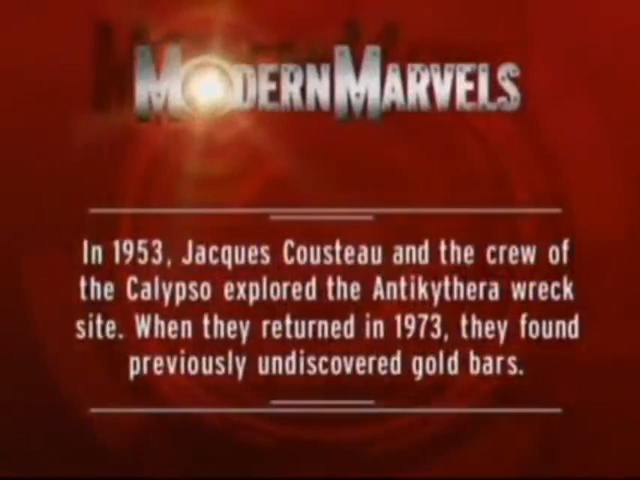 MODERN MARVELS
In 1953, Jacques Cousteau and the crew of
the Calypso explored the Antikythera wreck
site. When they returned in 1973, they found
previously undiscovered gold bars.